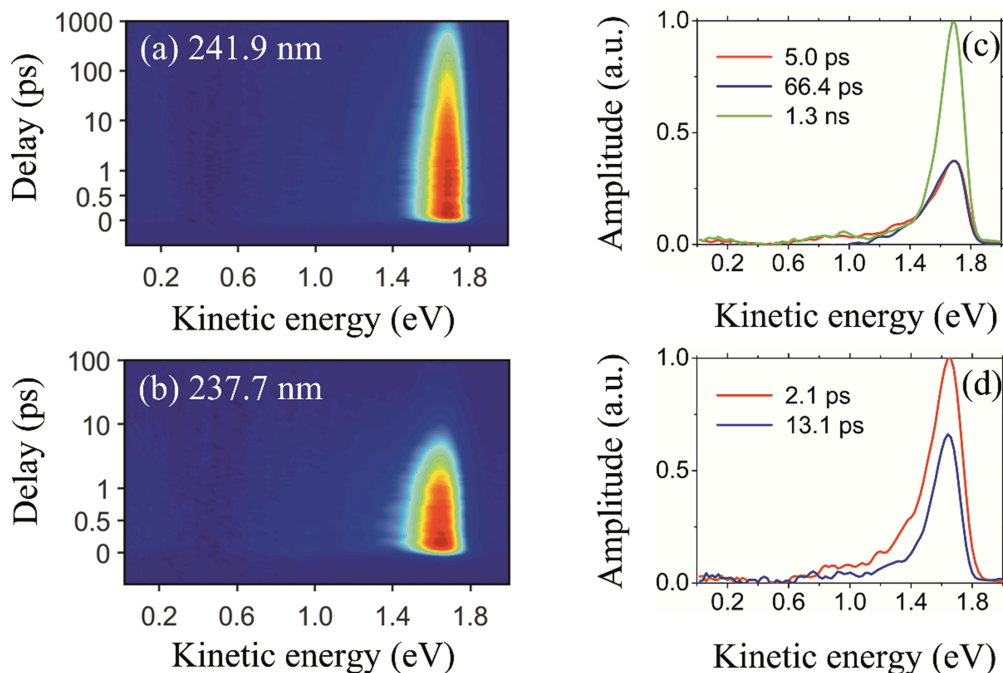 (a) 241.9 nm
Delay (ps)
1000
100
10
1
0.5
0
0.2 0.6 1.0 1.4 1.8
Kinetic energy (eV)
(c)
5.0 ps
66.4 ps
1.3 ns
Amplitude (a.u.)
1.0
0.5
0.0
0.2 0.6 1.0 1.4 1.8
Kinetic energy (eV)
(b) 237.7 nm
Delay (ps)
100
10
1
0.5
0
0.2 0.6 1.0 1.4 1.8
Kinetic energy (eV)
(d)
2.1 ps
13.1 ps
Amplitude (a.u.)
1.0
0.5
0.0
0.2 0.6 1.0 1.4 1.8
Kinetic energy (eV)